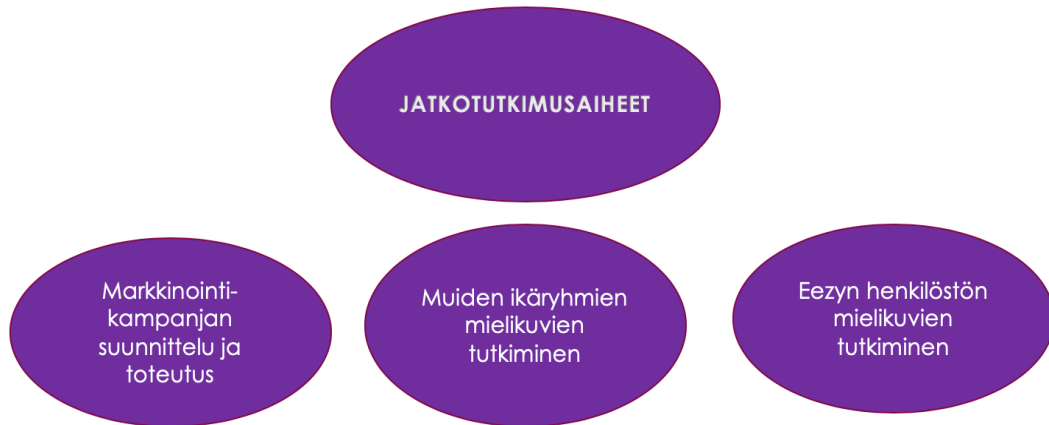 JATKOTUTKIMUSAIHEET
Markkinointi-
kampanjan
suunnittelu ja
toteutus
Muiden ikäryhmien
mielikuvien
tutkiminen
Eezyn henkilöstön
mielikuvien
tutkiminen